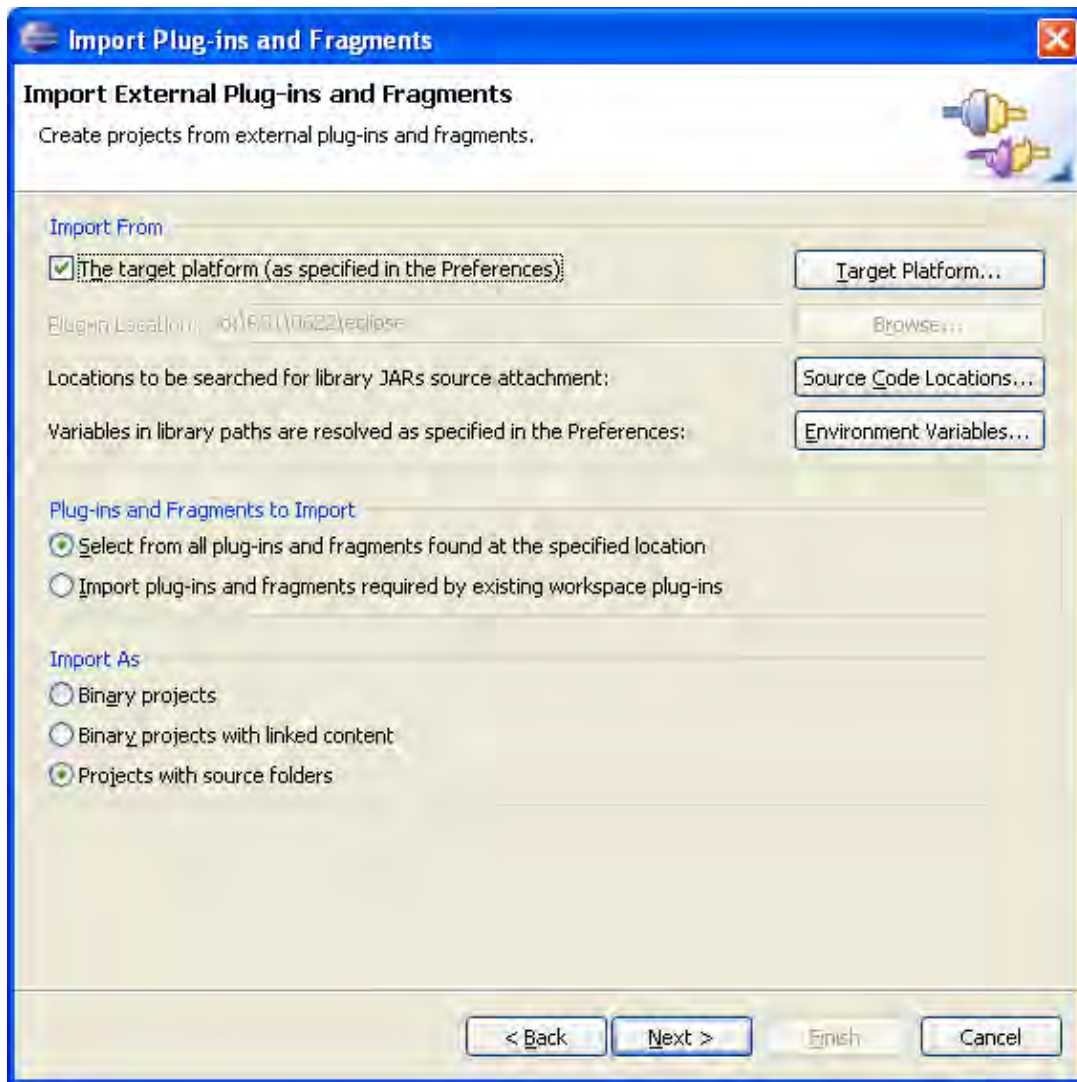 Import Plug-ins and Fragments
Import External Plug-ins and Fragments
Create projects from external plug-ins and fragments.
Import From
The target platform (as specified in the Preferences)
Target Platform...
Plug-in Location: \eclipse
Browse...
Locations to be searched for library JARs source attachment:
Source Code Locations...
Variables in library paths are resolved as specified in the Preferences:
Environment Variables...
Plug-ins and Fragments to Import
Select from all plug-ins and fragments found at the specified location
Import plug-ins and fragments required by existing workspace plug-ins
Import As
Binary projects
Binary projects with linked content
Projects with source folders
< Back
Next >
Finish
Cancel